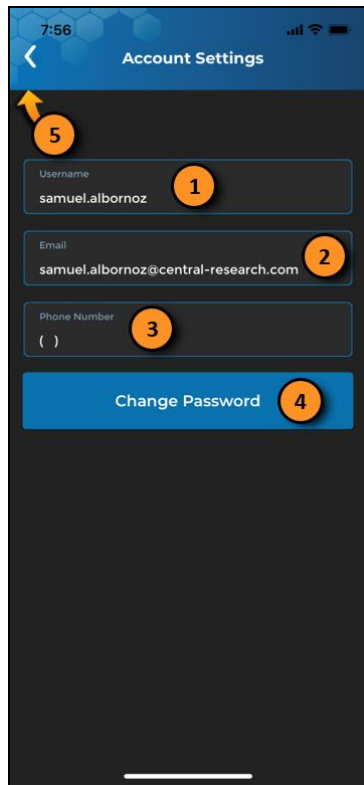 7:56
Account Settings
5
Username
samuel.albornoz
1
Email
samuel.albornoz@central-research.com
2
Phone Number
( )
3
Change Password
4